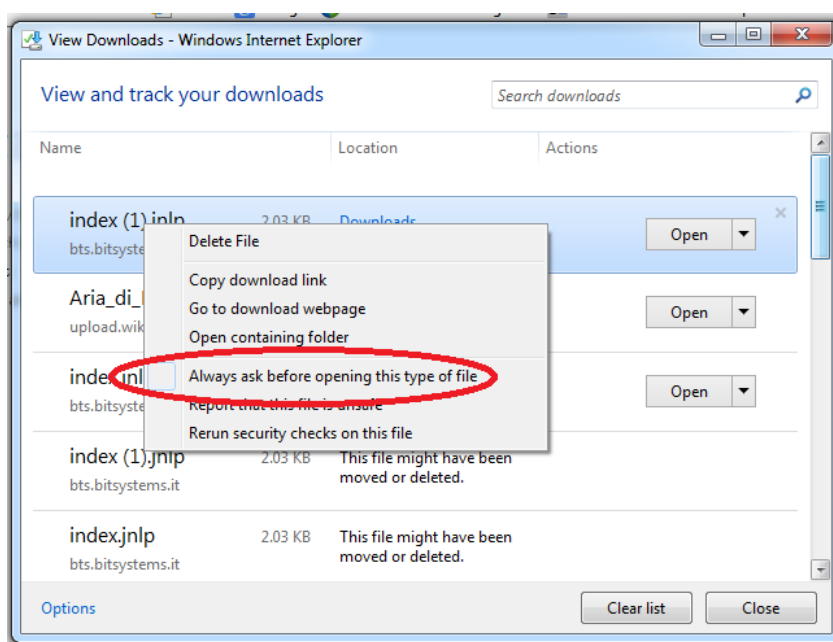 View Downloads - Windows Internet Explorer
View and track your downloads
Search downloads
Name Location Actions
index (1).jnlp 2.03 KB Downloads
bts.bitsyste
Open
Delete File
Copy download link
Go to download webpage
Open containing folder
Always ask before opening this type of file
Report that this file is unsafe
Rerun security checks on this file
Aria_di_
upload.wik
Open
index.jnl
bts.bitsyste
Open
index (1).jnlp 2.03 KB This file might have been
moved or deleted.
bts.bitsystems.it
index.jnlp 2.03 KB This file might have been
moved or deleted.
bts.bitsystems.it
Options Clear list Close